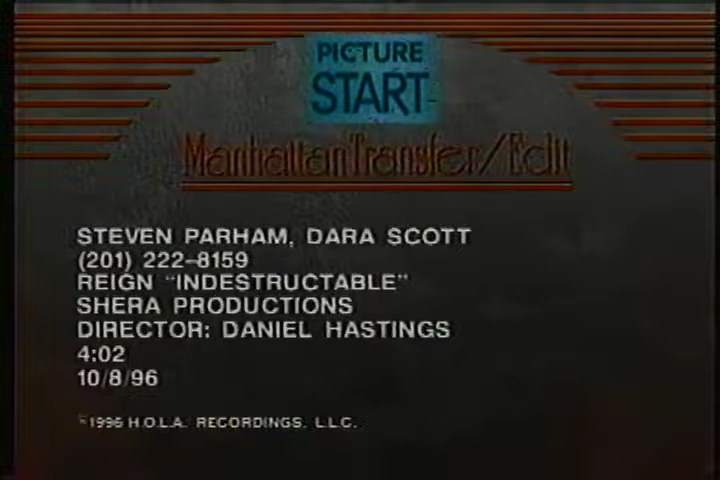 PICTURE
START
ManhattanTransfer/Edit
STEVEN PARHAM, DARA SCOTT
(201) 222-8159
REIGN "INDESTRUCTABLE"
SHERA PRODUCTIONS
DIRECTOR: DANIEL HASTINGS
4:02
10/8/96
©1996 H.O.L.A. RECORDINGS, L.L.C.